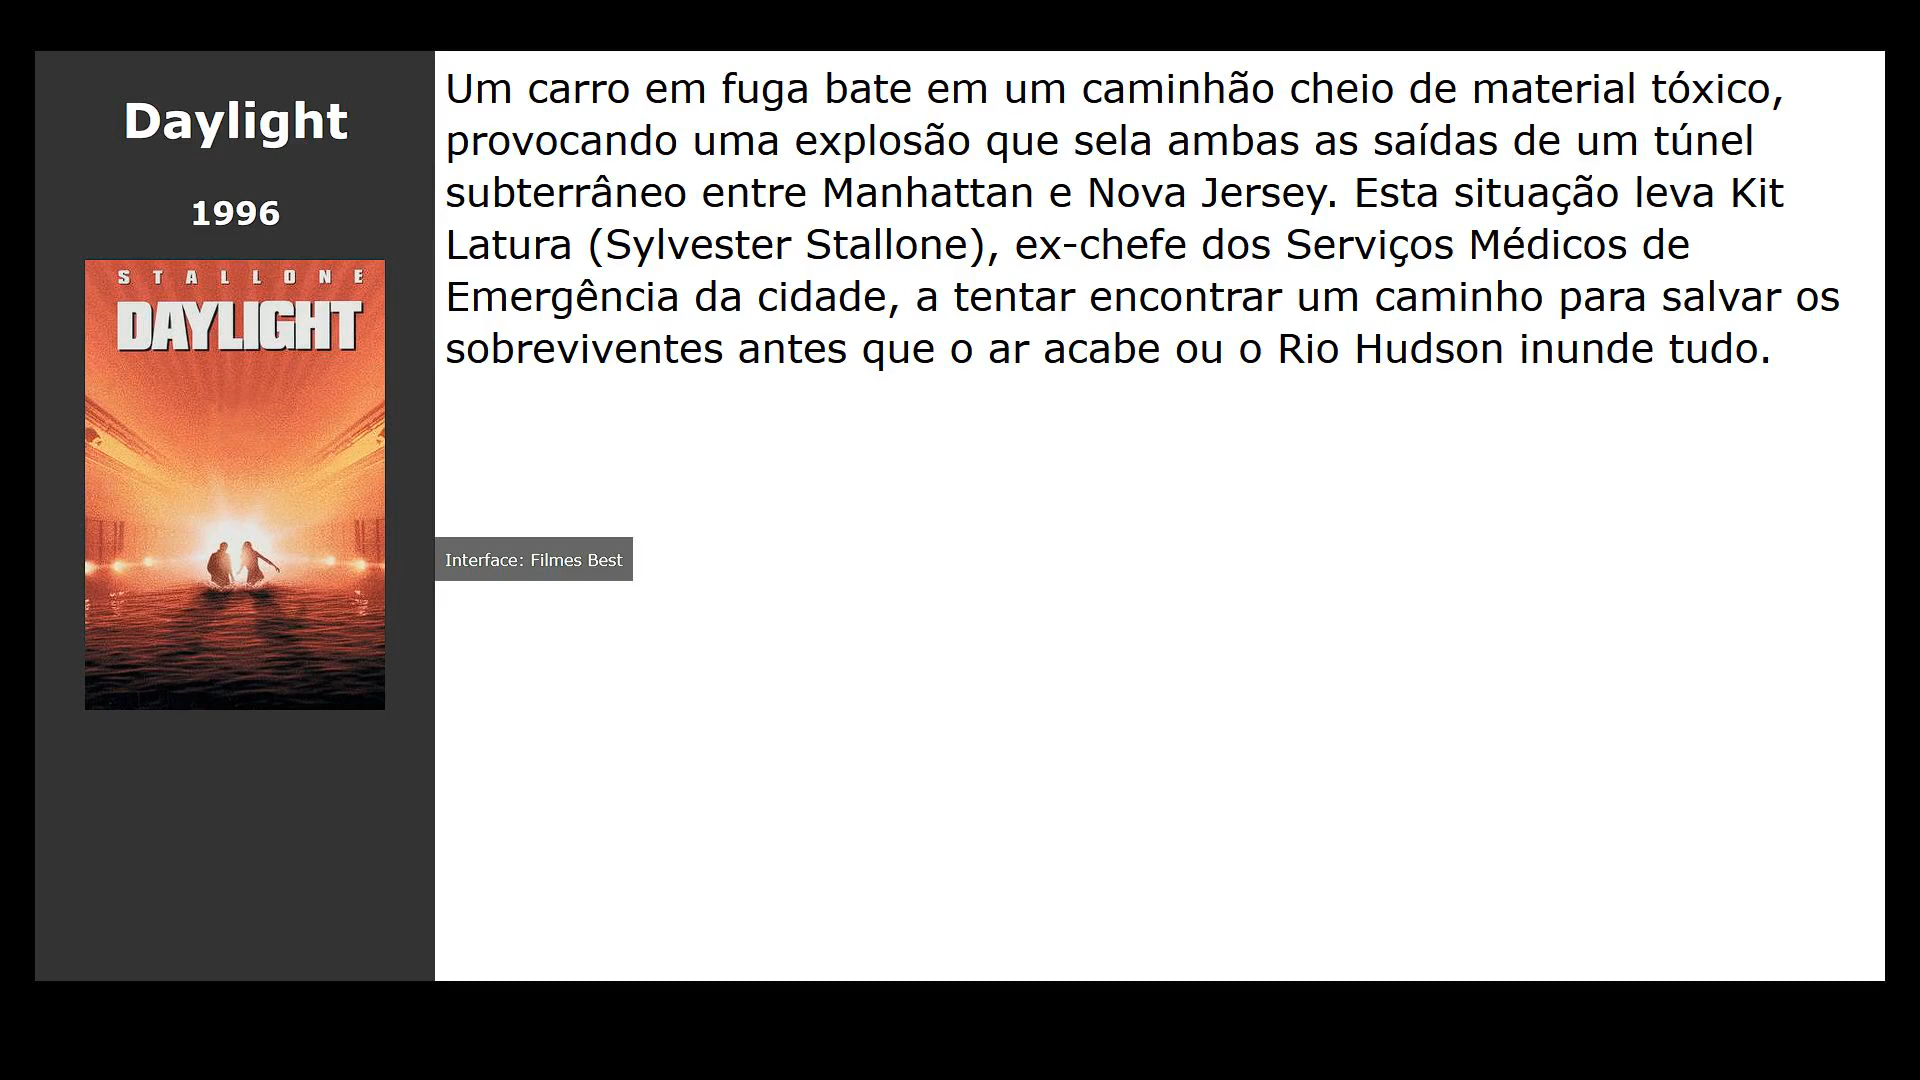 Daylight
1996
STALLONE
DAYLIGHT
Um carro em fuga bate em um caminhão cheio de material tóxico,
provocando uma explosão que sela ambas as saídas de um túnel
subterrâneo entre Manhattan e Nova Jersey. Esta situação leva Kit
Latura (Sylvester Stallone), ex-chefe dos Serviços Médicos de
Emergência da cidade, a tentar encontrar um caminho para salvar os
sobreviventes antes que o ar acabe ou o Rio Hudson inunde tudo.
Interface: Filmes Best